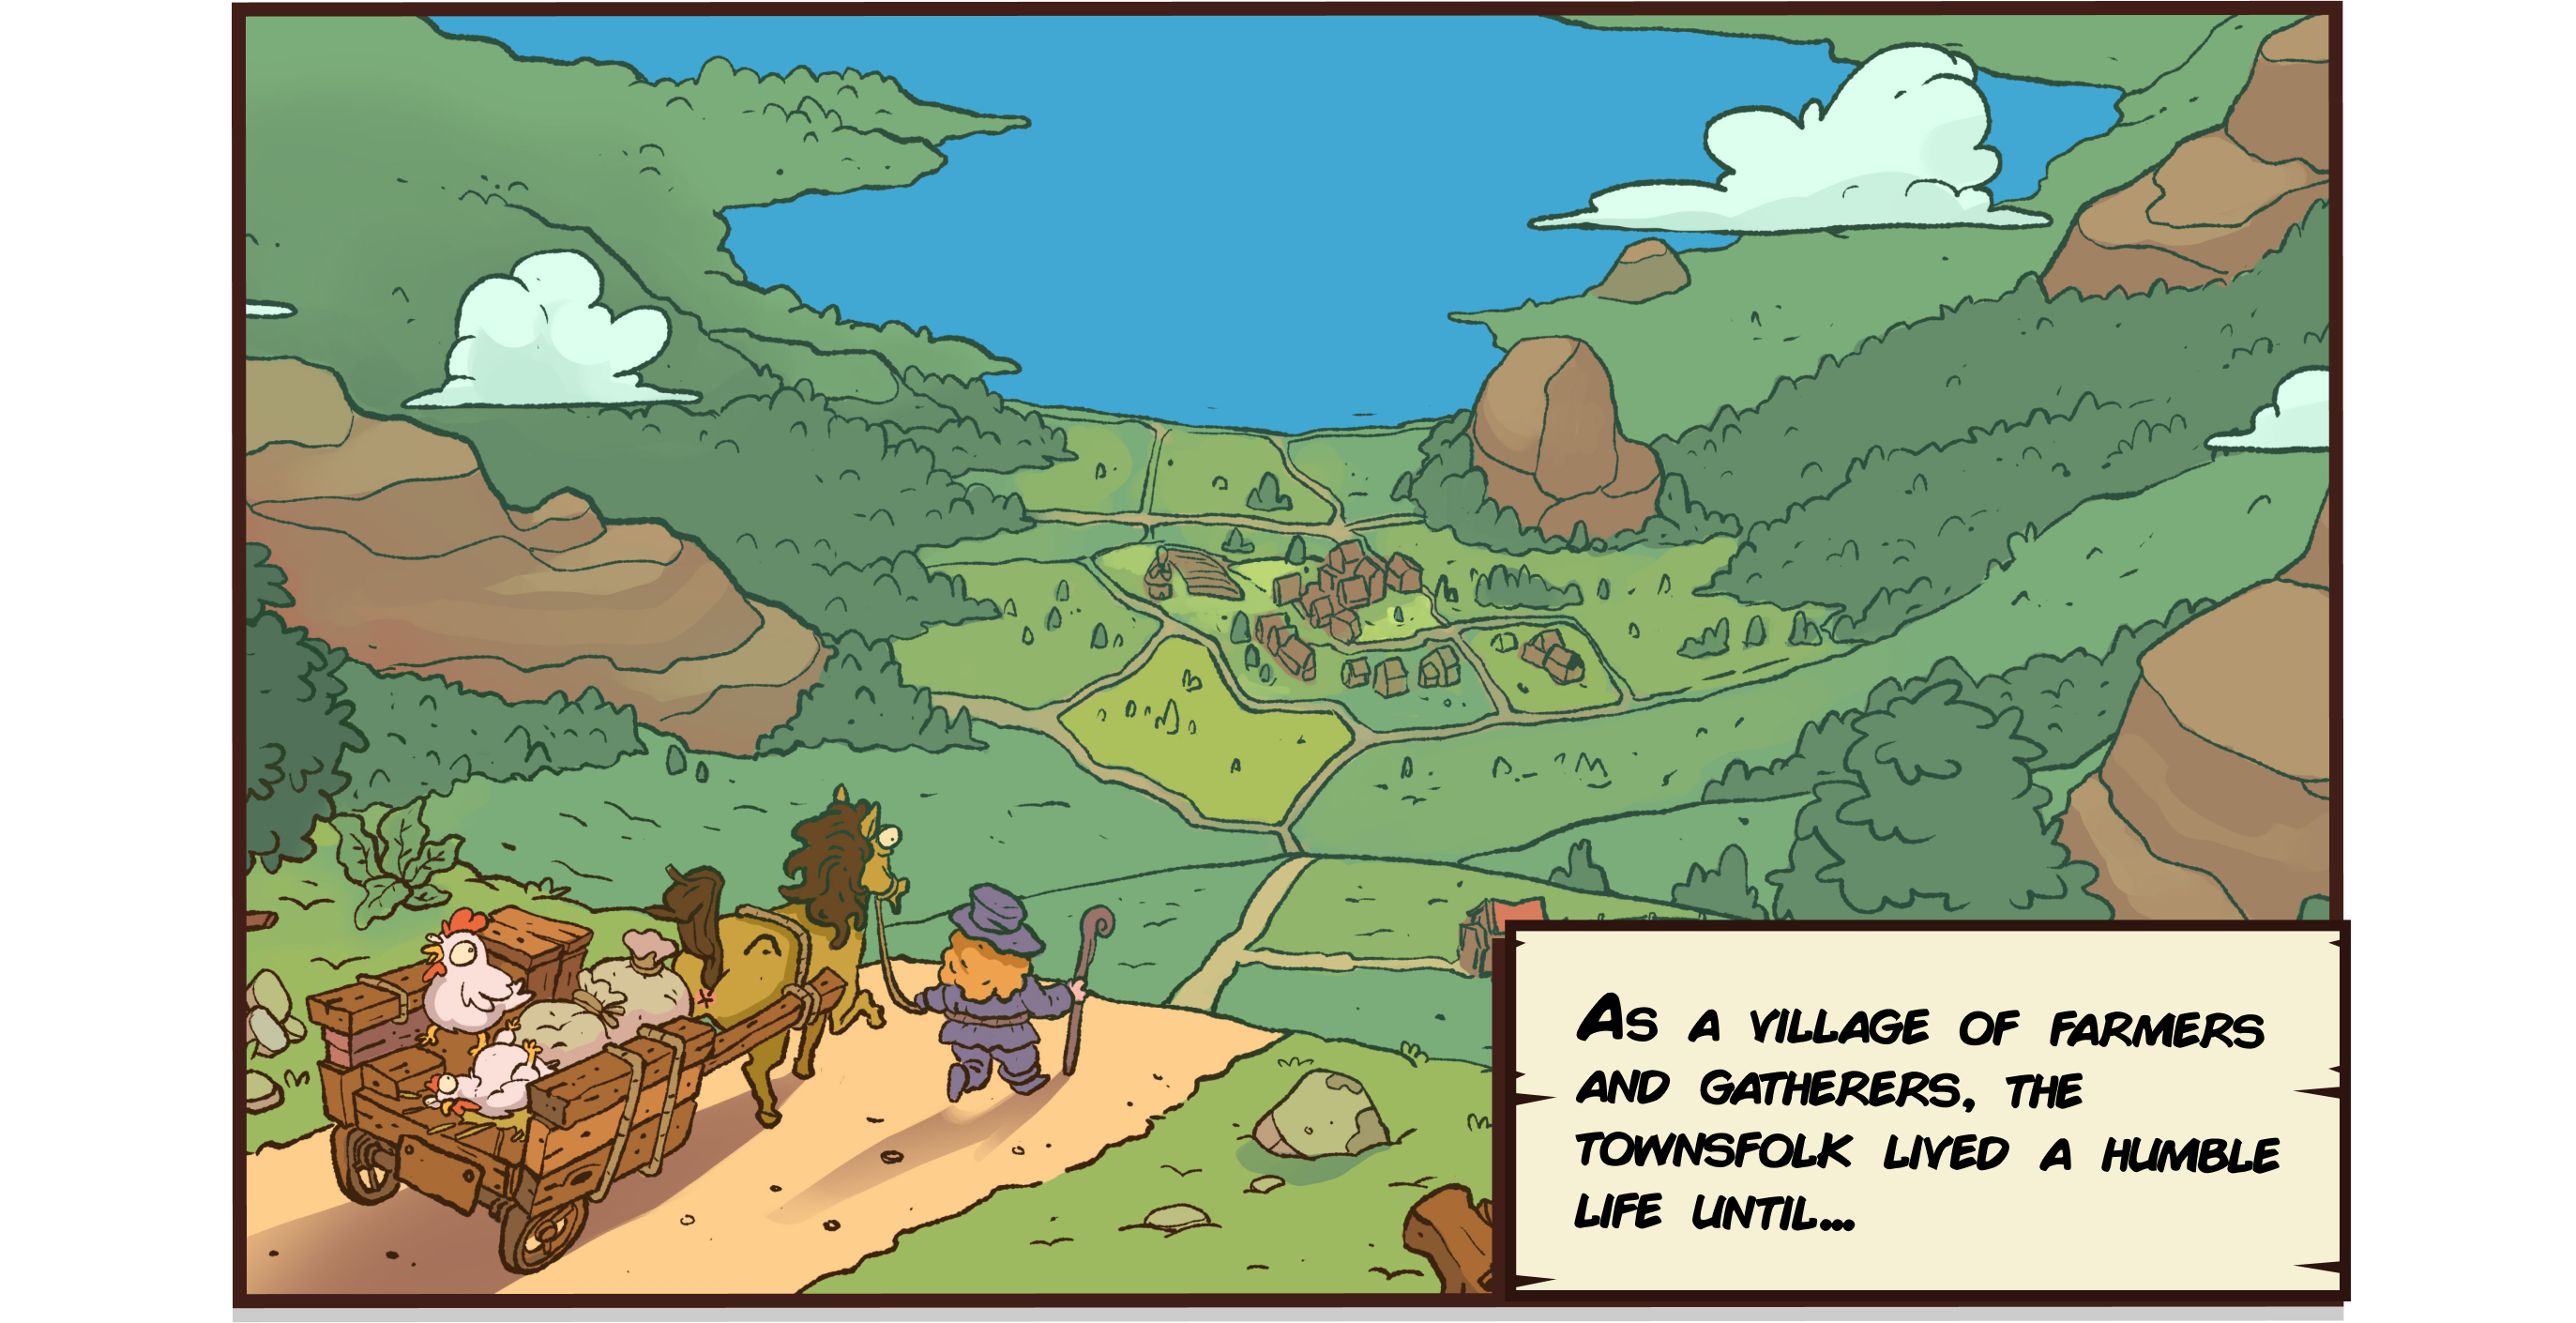 AS A VILLAGE OF FARMERS
AND GATHERERS, THE
TOWNSFOLK LIVED A HUMBLE
LIFE UNTIL...